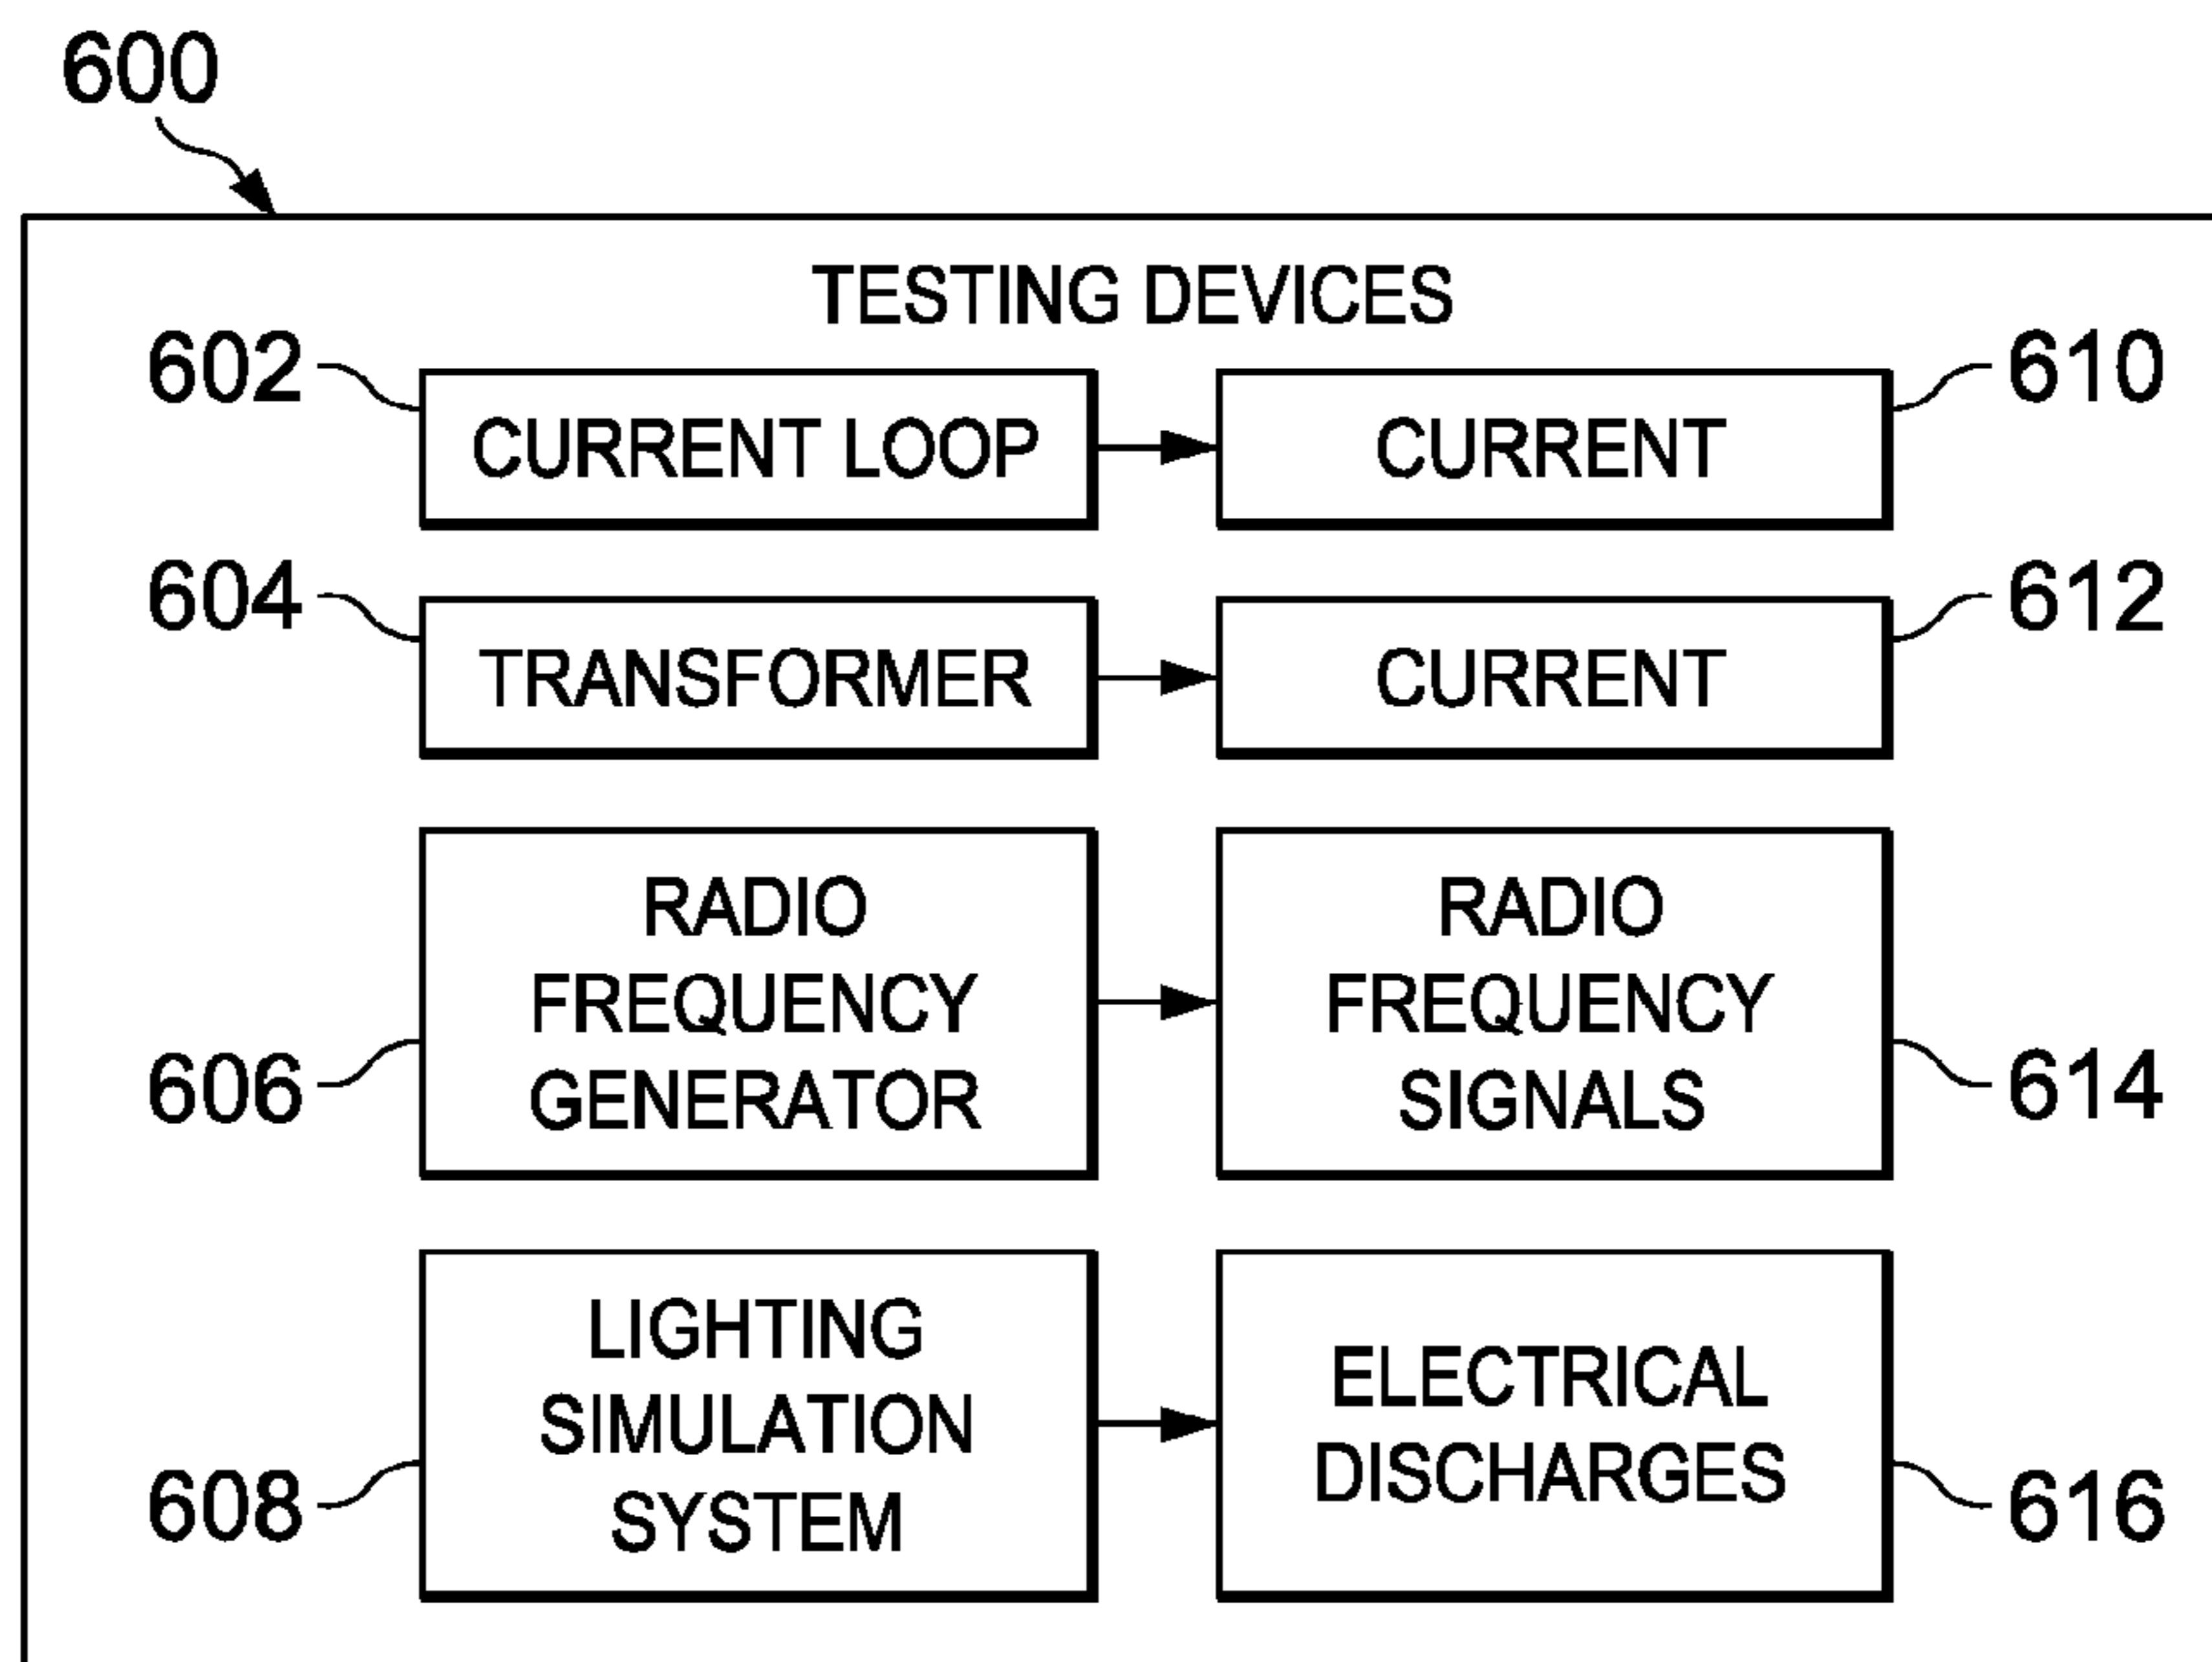 600
TESTING DEVICES
602
CURRENT LOOP
CURRENT
610
604
TRANSFORMER
CURRENT
612
RADIO
FREQUENCY
GENERATOR
606
RADIO
FREQUENCY
SIGNALS
614
LIGHTING
SIMULATION
SYSTEM
608
ELECTRICAL
DISCHARGES
616